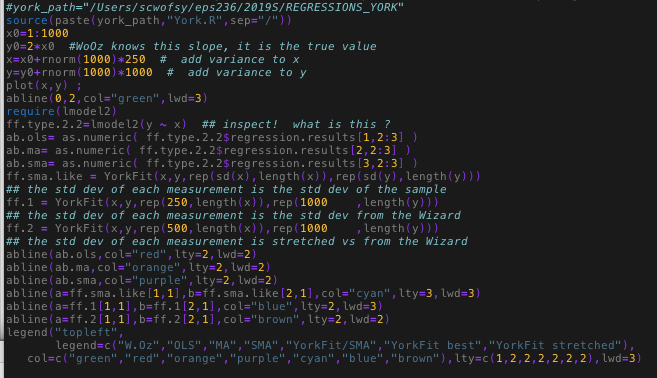 #york_path="/Users/scwofsy/eps236/2019S/REGRESSIONS_YORK"
source(paste(york_path,"York.R",sep="/"))
x0=1:1000
y0=2*x0  #WoOz knows this slope, it is the true value
x=x0+rnorm(1000)*250  #  add variance to x
y=y0+rnorm(1000)*1000  #  add variance to y
plot(x,y) ;
abline(0,2,col="green",lwd=3)
require(lmodel2)
ff.type.2.2=lmodel2(y ~ x)  ## inspect!  what is this ?
ab.ols= as.numeric( ff.type.2.2$regression.results[1,2:3] )
ab.ma= as.numeric( ff.type.2.2$regression.results[2,2:3] )
ab.sma= as.numeric( ff.type.2.2$regression.results[3,2:3] )
ff.sma.like = YorkFit(x,y,rep(sd(x),length(x)),rep(sd(y),length(y)))
## the std dev of each measurement is the std dev of the sample
ff.1 = YorkFit(x,y,rep(250,length(x)),rep(1000    ,length(y)))
## the std dev of each measurement is the std dev from the Wizard
ff.2 = YorkFit(x,y,rep(500,length(x)),rep(1000    ,length(y)))
## the std dev of each measurement is stretched vs from the Wizard
abline(ab.ols,col="red",lty=2,lwd=2)
abline(ab.ma,col="orange",lty=2,lwd=2)
abline(ab.sma,col="purple",lty=2,lwd=2)
abline(a=ff.sma.like[1,1],b=ff.sma.like[2,1],col="cyan",lty=3,lwd=3)
abline(a=ff.1[1,1],b=ff.1[2,1],col="blue",lty=2,lwd=3)
abline(a=ff.2[1,1],b=ff.2[2,1],col="brown",lty=2,lwd=2)
legend("topleft",
       legend=c("W.Oz","OLS","MA","SMA","YorkFit/SMA","YorkFit best","YorkFit stretched"),
   col=c("green","red","orange","purple","cyan","blue","brown"),lty=c(1,2,2,2,2,2,2),lwd=3)